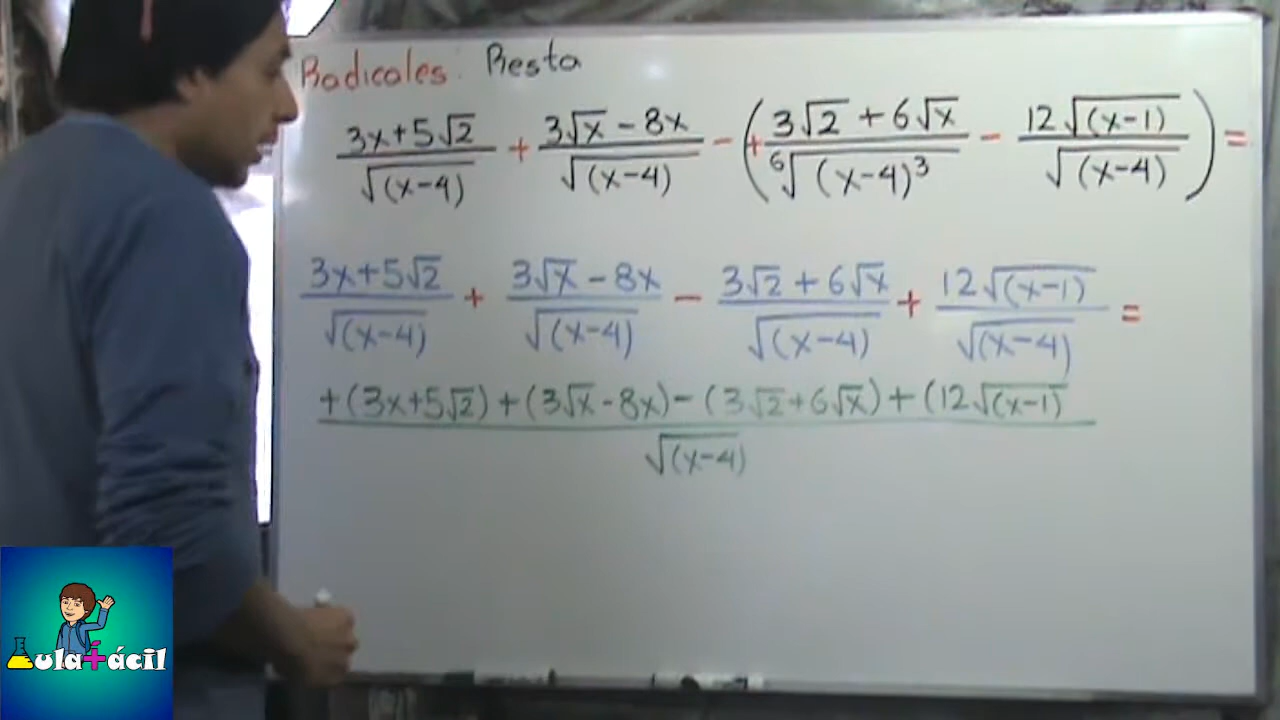 Radicales. Resta
(3x+5√2)/√(x-4) + (3√x - 8x)/√(x-4) - (+(3√2 + 6√x)/⁶√(x-4)³ - 12√(x-1)/√(x-4)) =
(3x+5√2)/√(x-4) + (3√x - 8x)/√(x-4) - (3√2 + 6√x)/√(x-4) + 12√(x-1)/√(x-4) =
+(3x+5√2)+(3√x-8x)-(3√2+6√x)+(12√(x-1)
√(x-4)
Aula+ácil